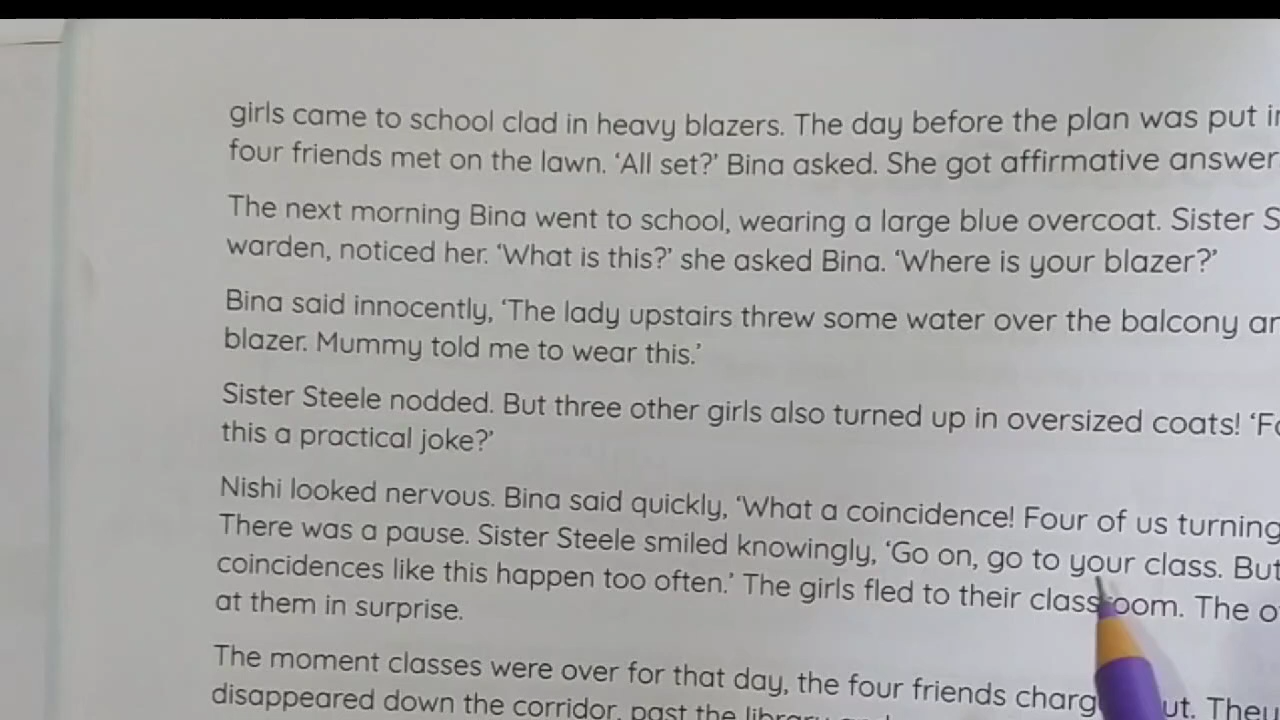 girls came to school clad in heavy blazers. The day before the plan was put
four friends met on the lawn. ‘All set?’ Bina asked. She got affirmative
The next morning Bina went to school, wearing a large blue overcoat. Sister
warden, noticed her. ‘What is this?’ she asked Bina. ‘Where is your blazer?’
Bina said innocently, ‘The lady upstairs threw some water over the balcony
blazer. Mummy told me to wear this.’
Sister Steele nodded. But three other girls also turned up in oversized coats!
this a practical joke?’
Nishi looked nervous. Bina said quickly, ‘What a coincidence! Four of us turning
There was a pause. Sister Steele smiled knowingly, ‘Go on, go to your class. But
coincidences like this happen too often.’ The girls fled to their classroom. The
at them in surprise.
The moment classes were over for that day, the four friends They
disappeared down the corridor, past the